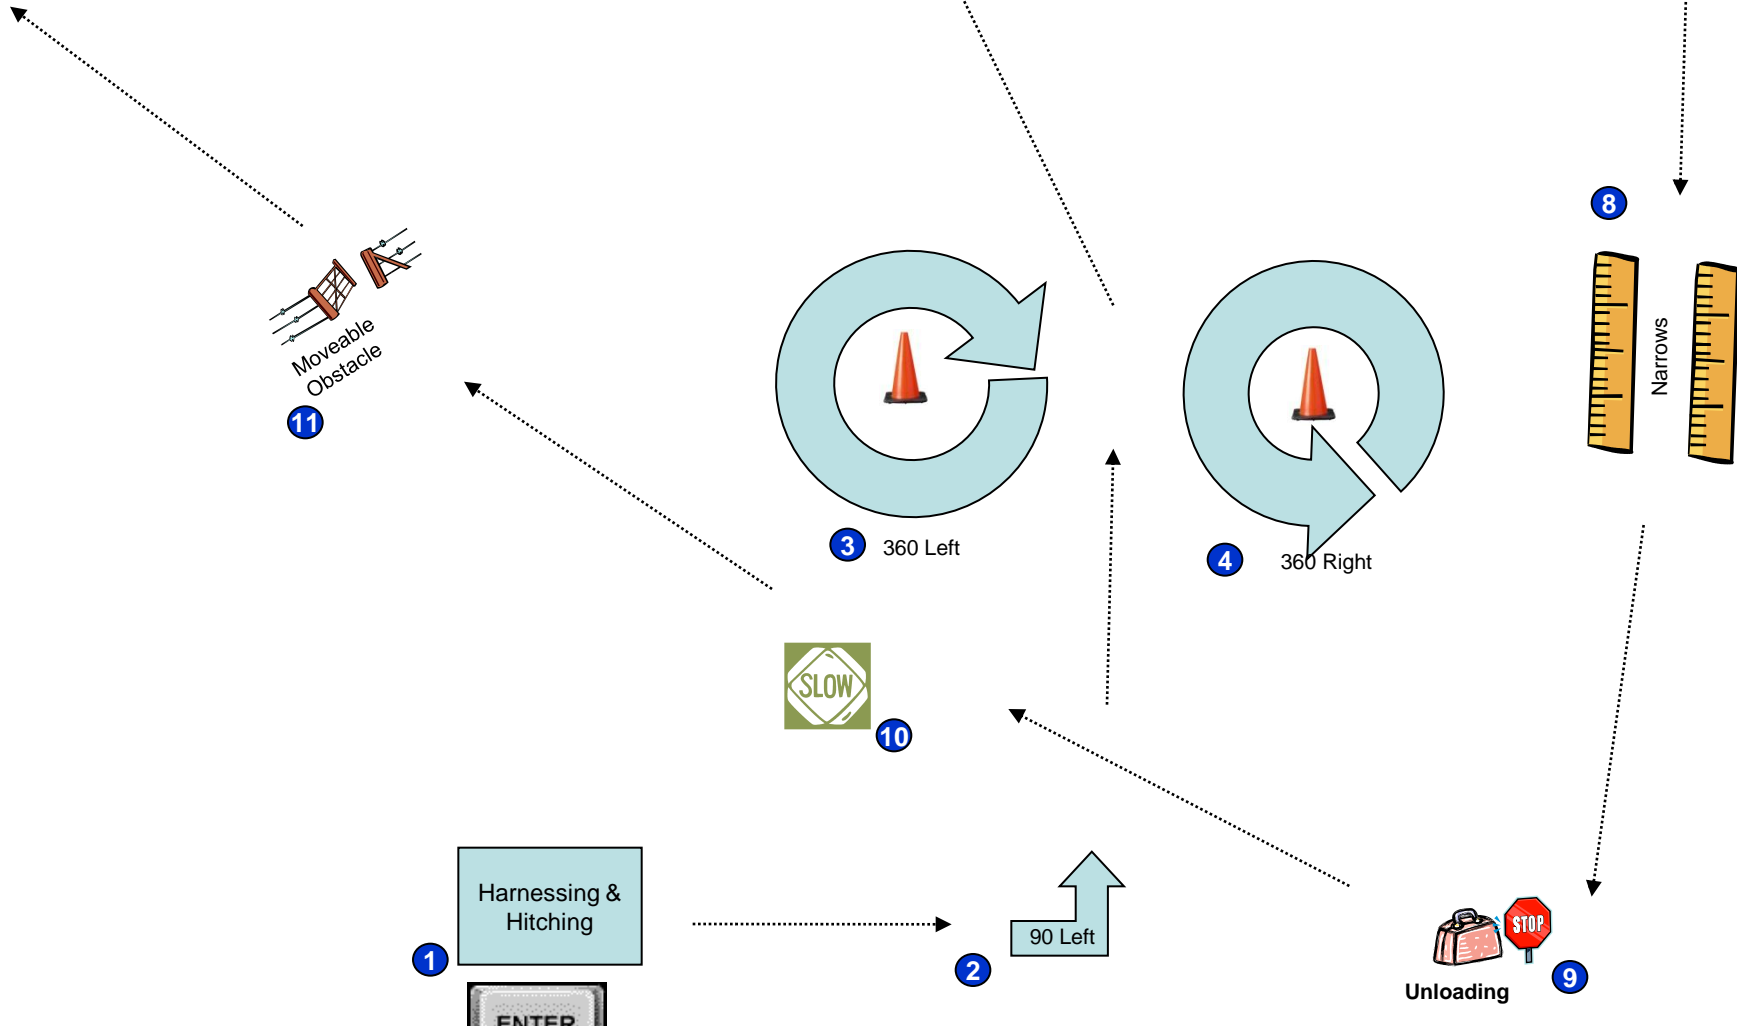 8
Narrows
Moveable
Obstacle
11
3
360 Left
4
360 Right
SLOW
10
Harnessing &
Hitching
1
90 Left
2
STOP
Unloading
9
ENTER